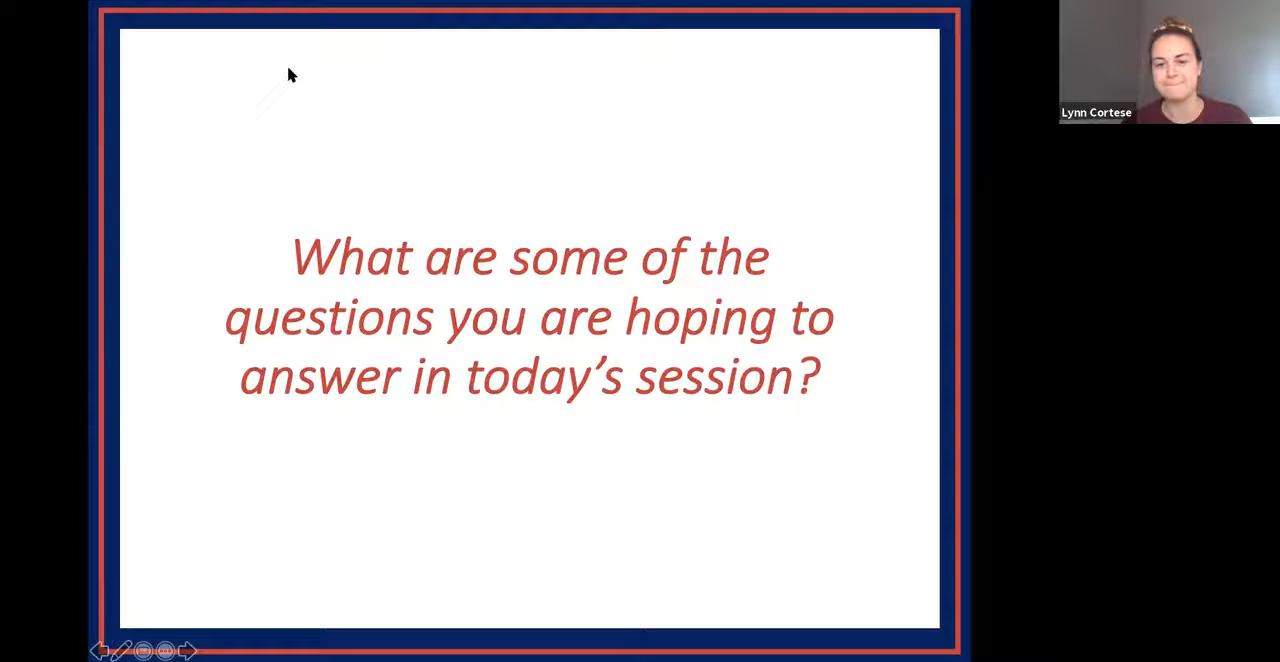 What are some of the
questions you are hoping to
answer in today’s session?
Lynn Cortese